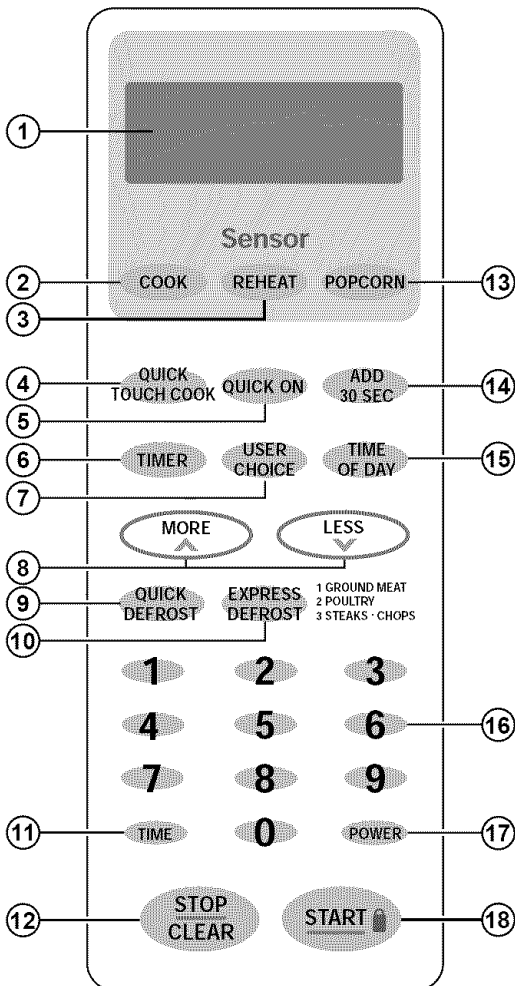 1
Sensor
2 COOK REHEAT POPCORN 13
3
4 QUICK TOUCH COOK QUICK ON ADD 30 SEC 14
5
6 TIMER USER CHOICE TIME OF DAY 15
7
MORE LESS
8
9 QUICK DEFROST EXPRESS DEFROST
1 GROUND MEAT
2 POULTRY
3 STEAKS · CHOPS
10
1 2 3
4 5 6 16
7 8 9
11 TIME 0 POWER 17
12 STOP CLEAR START 18